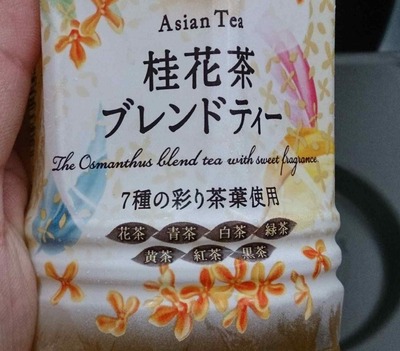 Asian Tea
桂花茶
ブレンドティー
The Osmanthus blend tea with sweet fragrance
7種の彩り茶葉使用
花茶 青茶 白茶 緑茶
黄茶 紅茶 果茶